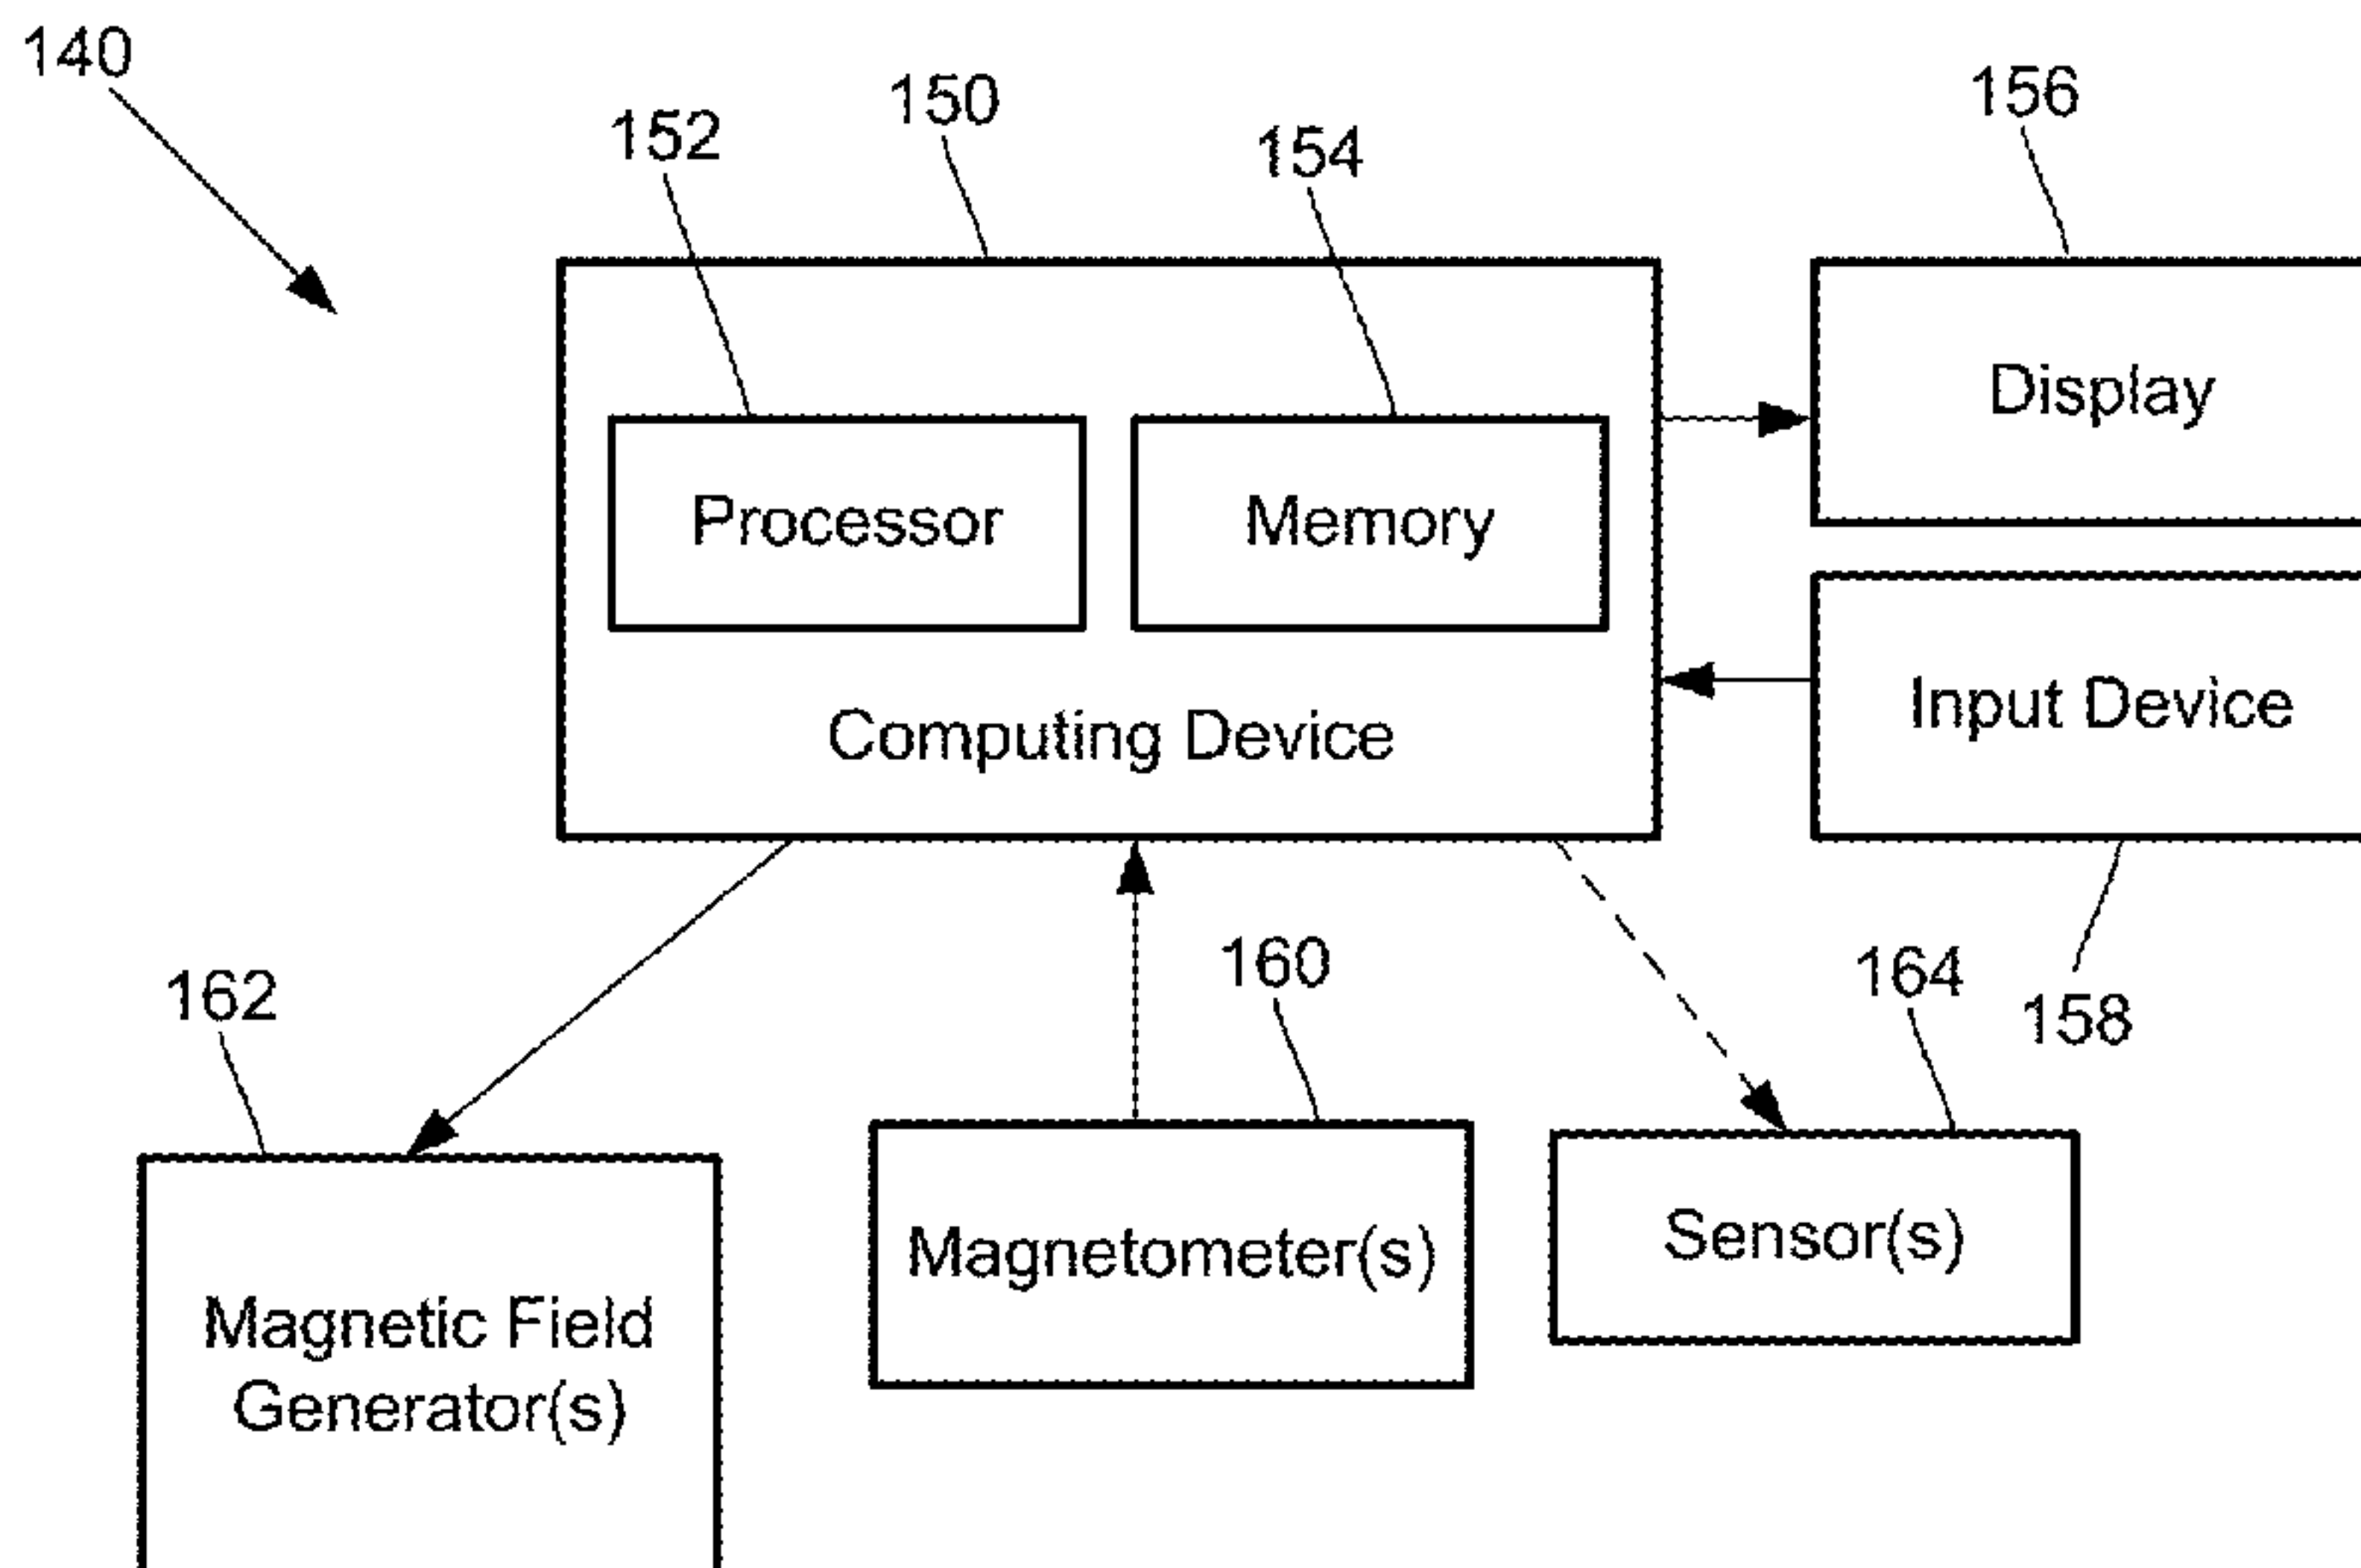 140
150
156
152
154
Display
Processor
Memory
Input Device
Computing Device
160
164
162
158
Sensor(s)
Magnetometer(s)
Magnetic Field
Generator(s)